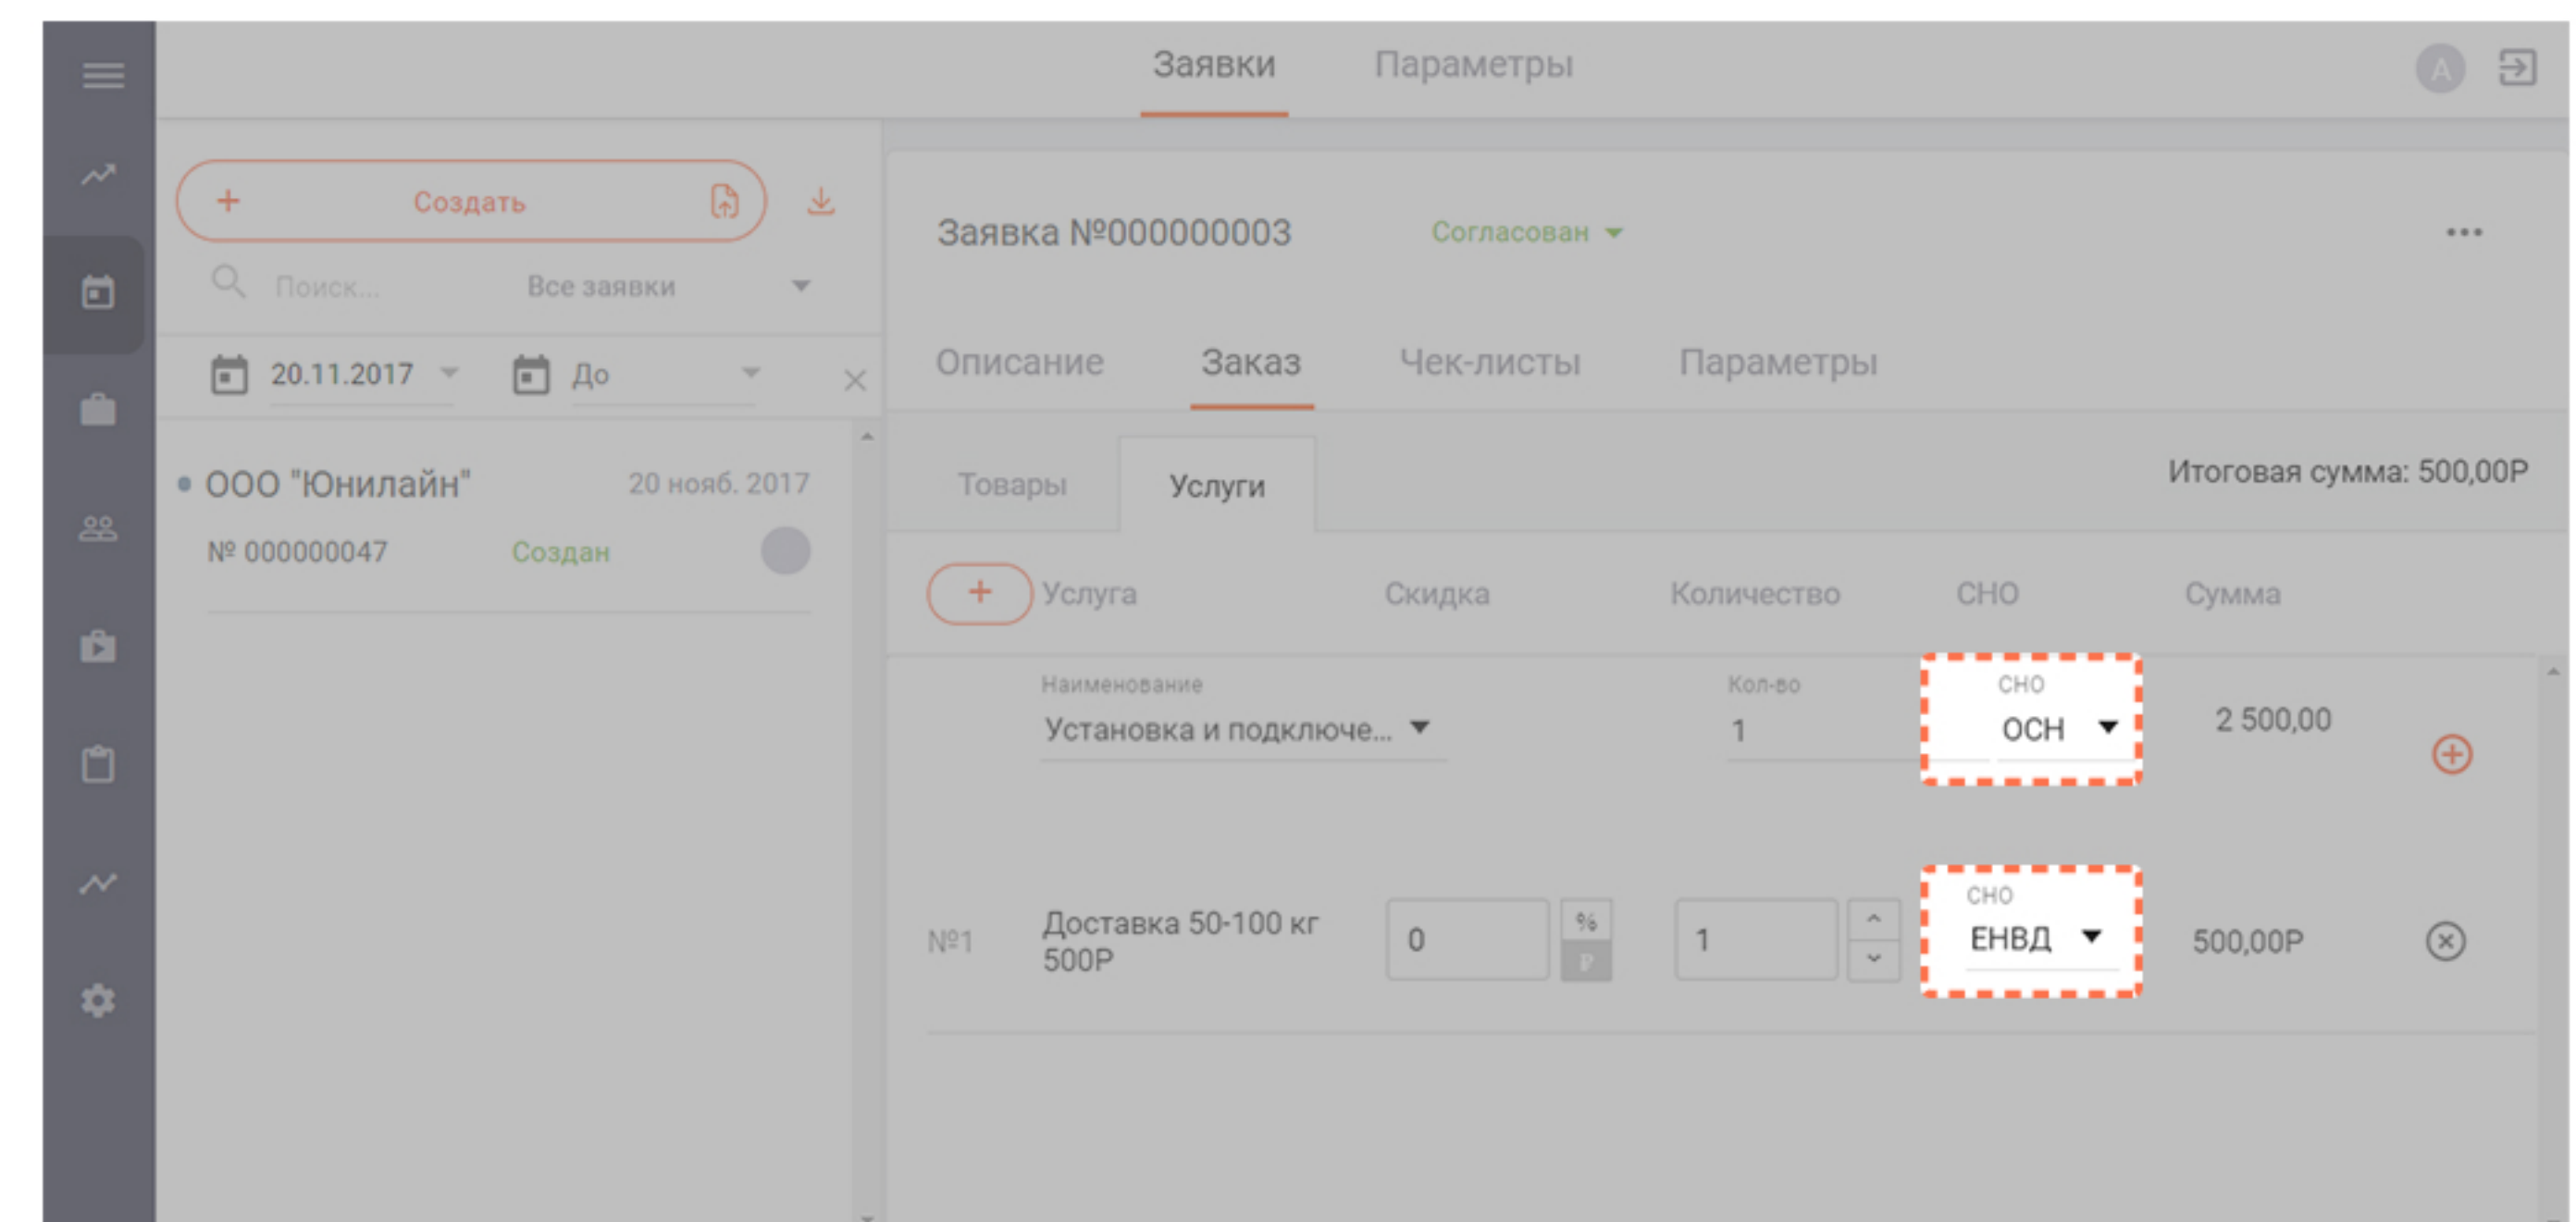 Заявки Параметры
А
+ Создать
Поиск... Все заявки
20.11.2017 До
ООО "Юнилайн" 20 нояб. 2017
№ 000000047 Создан
Заявка №000000003 Согласован
Описание Заказ Чек-листы Параметры
Товары Услуги Итоговая сумма: 500,00Р
+ Услуга Скидка Количество СНО Сумма
Наименование Кол-во СНО
Установка и подключе... 1 ОСН 2 500,00
СНО
№1 Доставка 50-100 кг 0 % 1 ЕНВД 500,00Р
500Р ₽